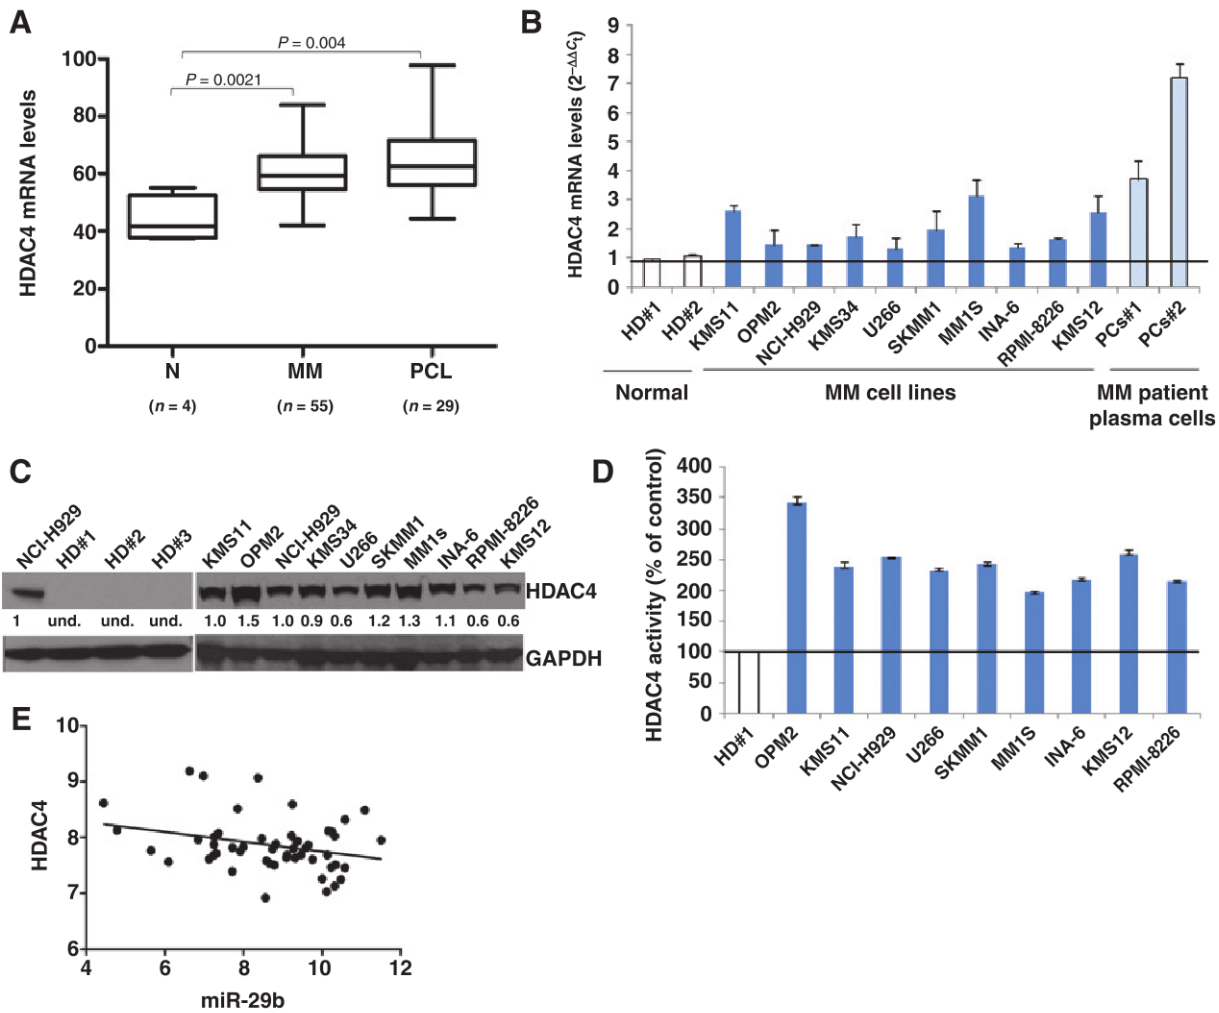 A
P = 0.004
P = 0.0021
HDAC4 mRNA levels
100
80
60
40
20
0
N
MM
PCL
(n = 4)
(n = 55)
(n = 29)
B
HDAC4 mRNA levels (2–ΔΔCt)
9
8
7
6
5
4
3
2
1
0
HD#1
HD#2
KMS11
OPM2
NCI-H929
KMS34
U266
SKMM1
MM1S
INA-6
RPMI-8226
KMS12
PCs#1
PCs#2
Normal
MM cell lines
MM patient
plasma cells
C
NCI-H929
HD#1
HD#2
HD#3
KMS11
OPM2
NCI-H929
KMS34
U266
SKMM1
MM1s
INA-6
RPMI-8226
KMS12
HDAC4
1 und. und. und. 1.0 1.5 1.0 0.9 0.6 1.2 1.3 1.1 0.6 0.6
GAPDH
D
HDAC4 activity (% of control)
400
350
300
250
200
150
100
50
0
HD#1
OPM2
KMS11
NCI-H929
U266
SKMM1
MM1S
INA-6
KMS12
RPMI-8226
E
HDAC4
10
9
8
7
6
4
6
8
10
12
miR-29b